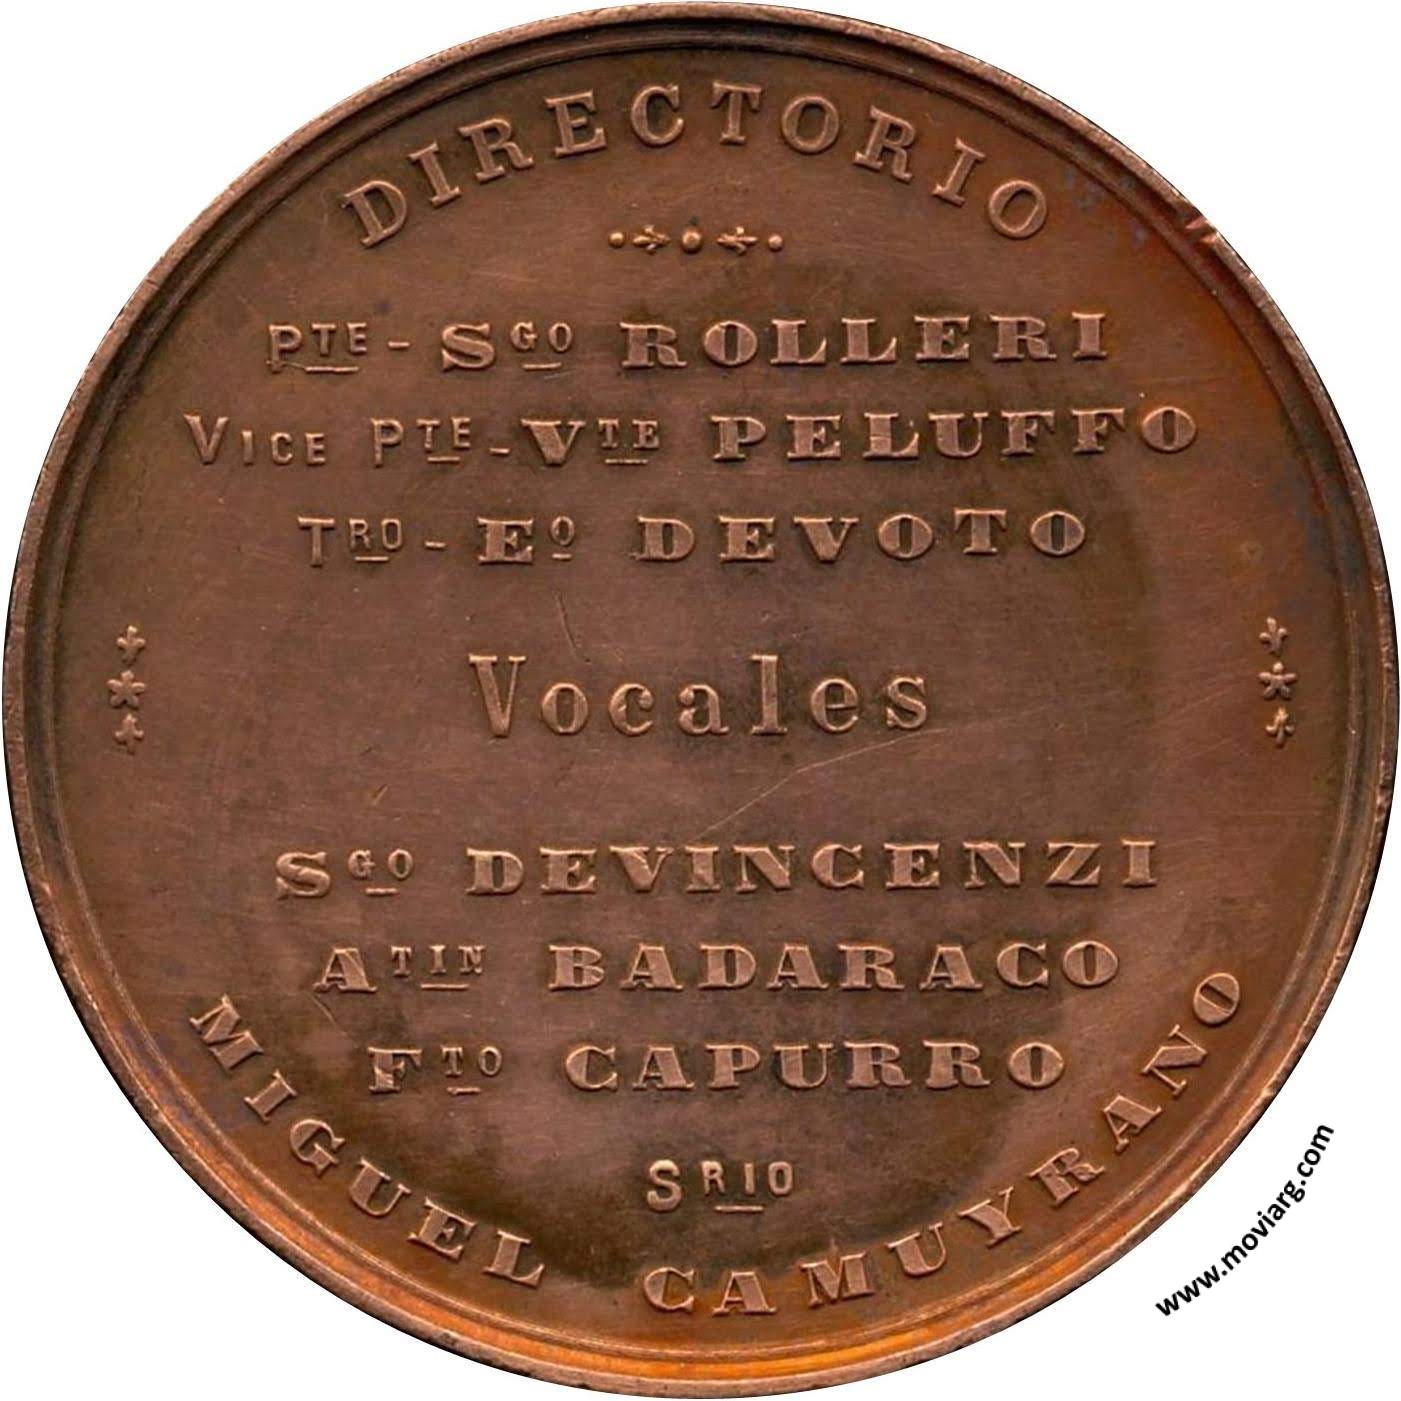 DIRECTORIO
PTE - SGO ROLLERI
VICE PTE - VTE PELUFFO
TRO - EO DEVOTO
Vocales
SGO DEVINCENZI
ATIN BADARACO
FTO CAPURRO
SRIO
MIGUEL CAMUYRANO
www.moviarg.com